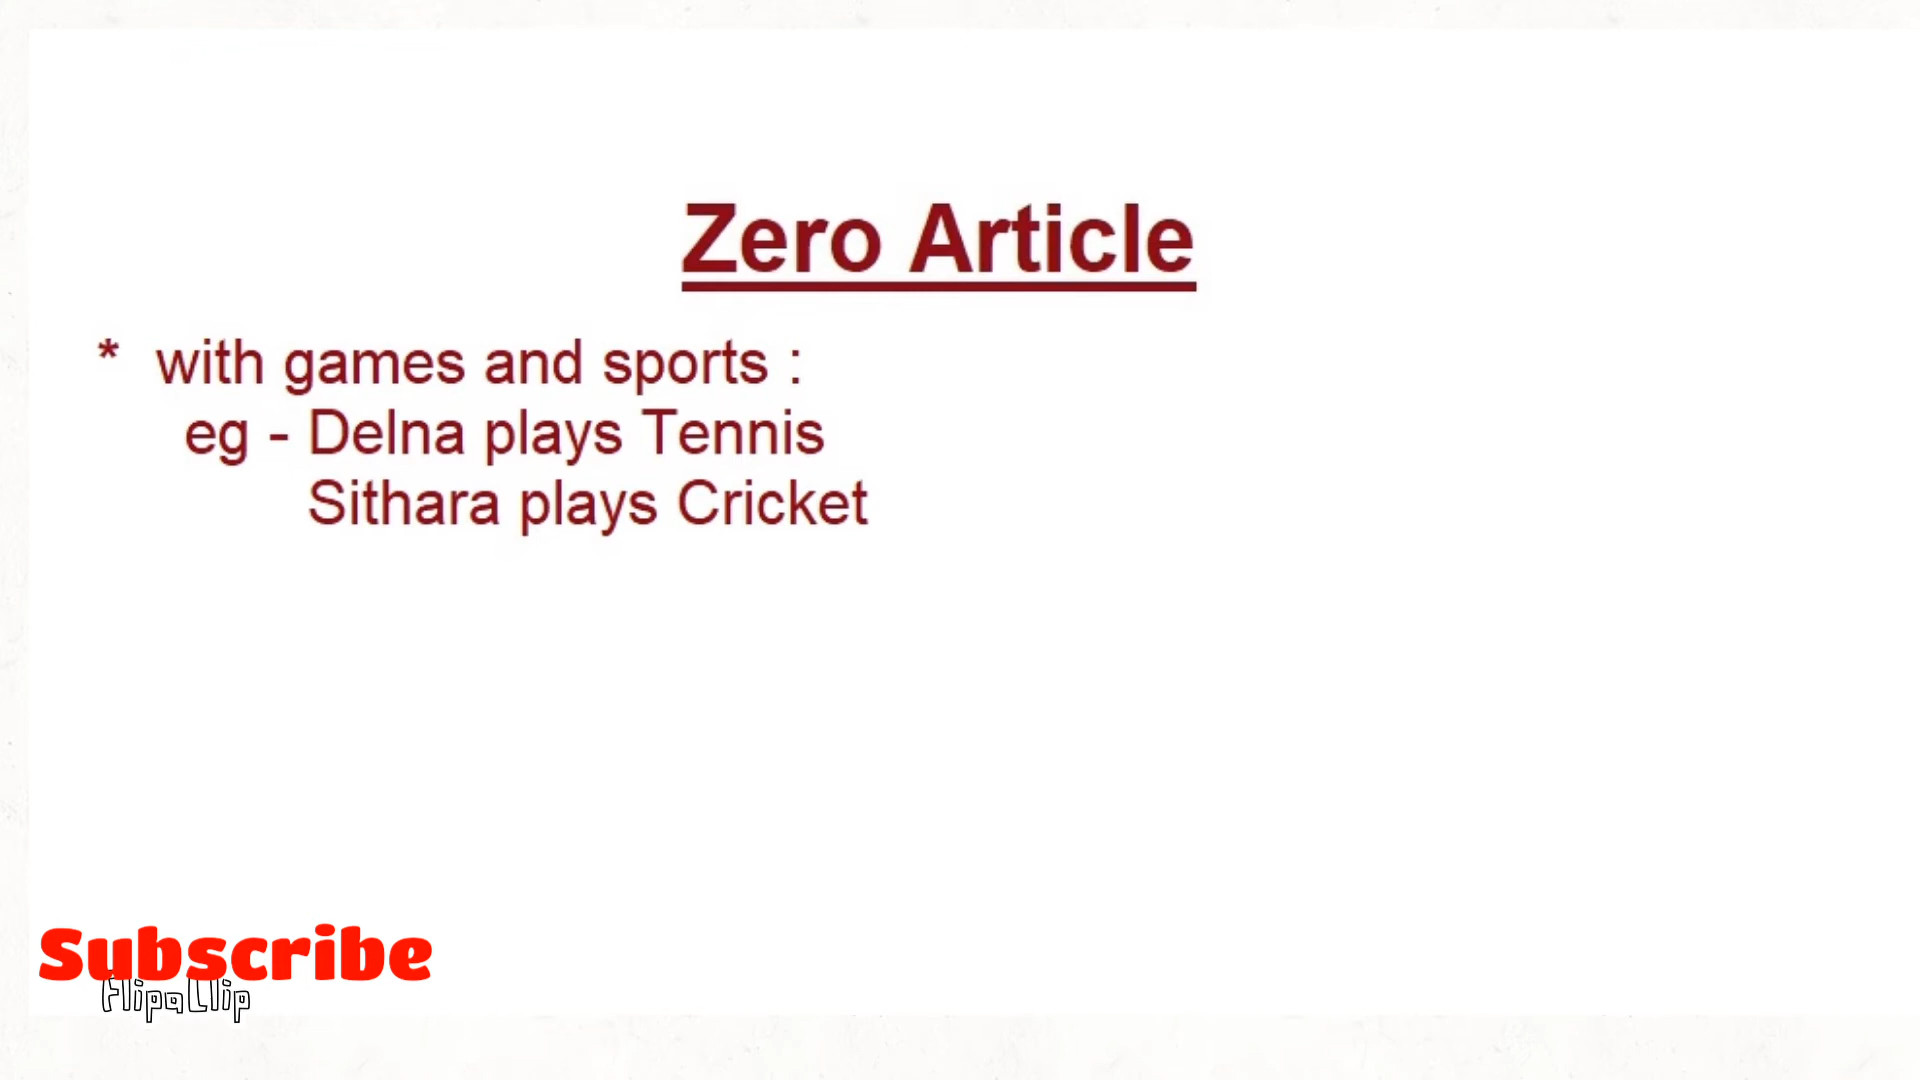 Zero Article
* with games and sports :
eg - Delna plays Tennis
Sithara plays Cricket
Subscribe
FlipaClip